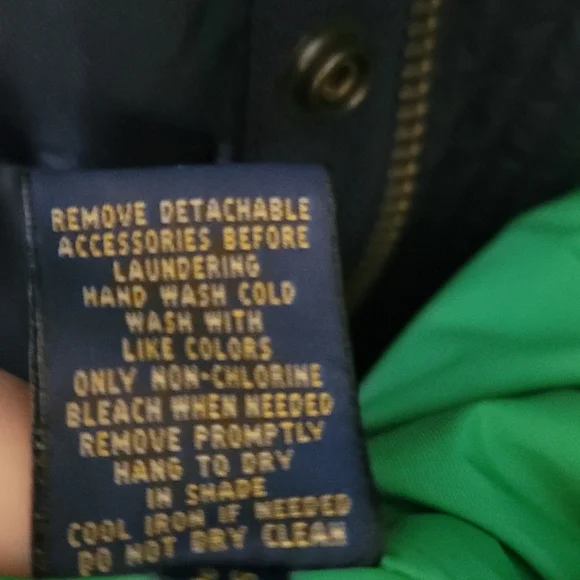 REMOVE DETACHABLE
ACCESSORIES BEFORE
LAUNDERING
HAND WASH COLD
WASH WITH
LIKE COLORS
ONLY NON-CHLORINE
BLEACH WHEN NEEDED
REMOVE PROMPTLY
HANG TO DRY
IN SHADE
COOL IRON IF NEEDED
DO NOT DRY CLEAN